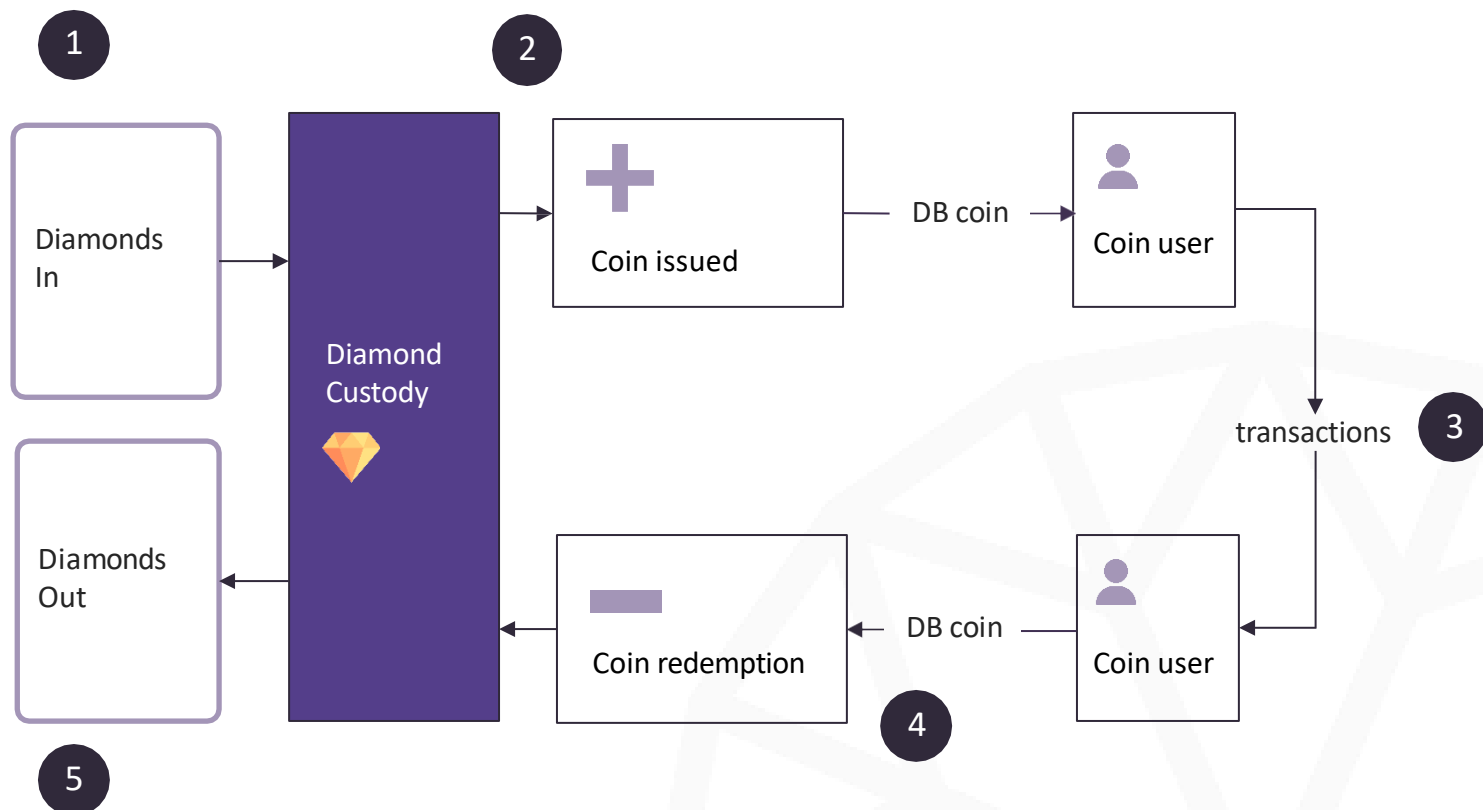 1
2
Diamonds
In
Diamond
Custody
Coin issued
DB coin
Coin user
transactions
3
Diamonds
Out
Coin redemption
DB coin
Coin user
4
5